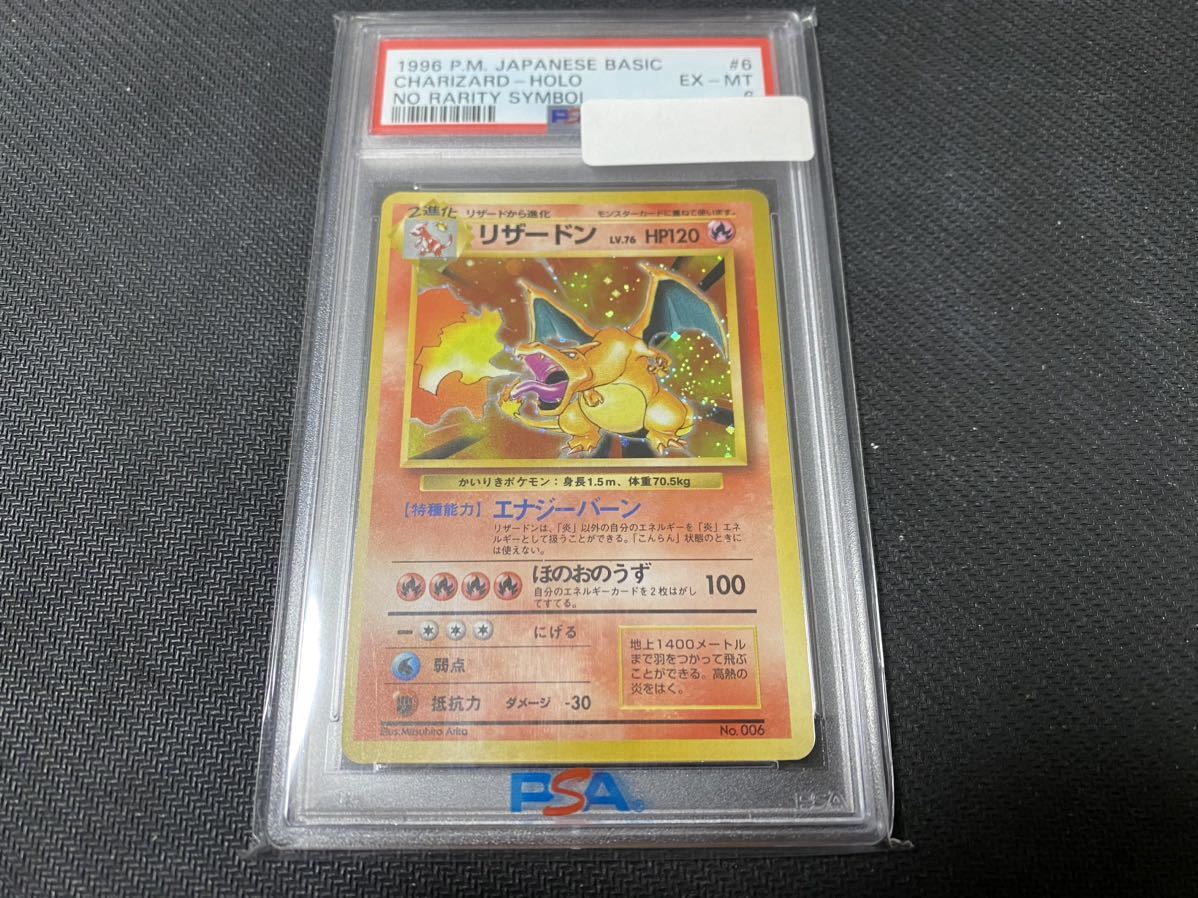 1996 P.M. JAPANESE BASIC #6
CHARIZARD-HOLO EX-MT
NO RARITY SYMBOL 6
2進化 リザードから進化 モンスターカードに重ねて使います。
リザードン LV.76 HP120
かいりきポケモン:身長1.5m、体重70.5kg
【特殊能力】エナジーバーン
リザードンは、「炎」以外の自分のエネルギーを「炎」エネ
ルギーとして扱うことができる。「こんらん」状態のときに
は使えない。
ほのおのうず 100
自分のエネルギーカードを2枚はがし
てすてる。
にげる
弱点
抵抗力 ダメージ -30
地上1400メートル
まで羽をつかって飛ぶ
ことができる。高熱の
炎をはく。
Illus. Mitsuhiro Arita No. 006
PSA®
PSA